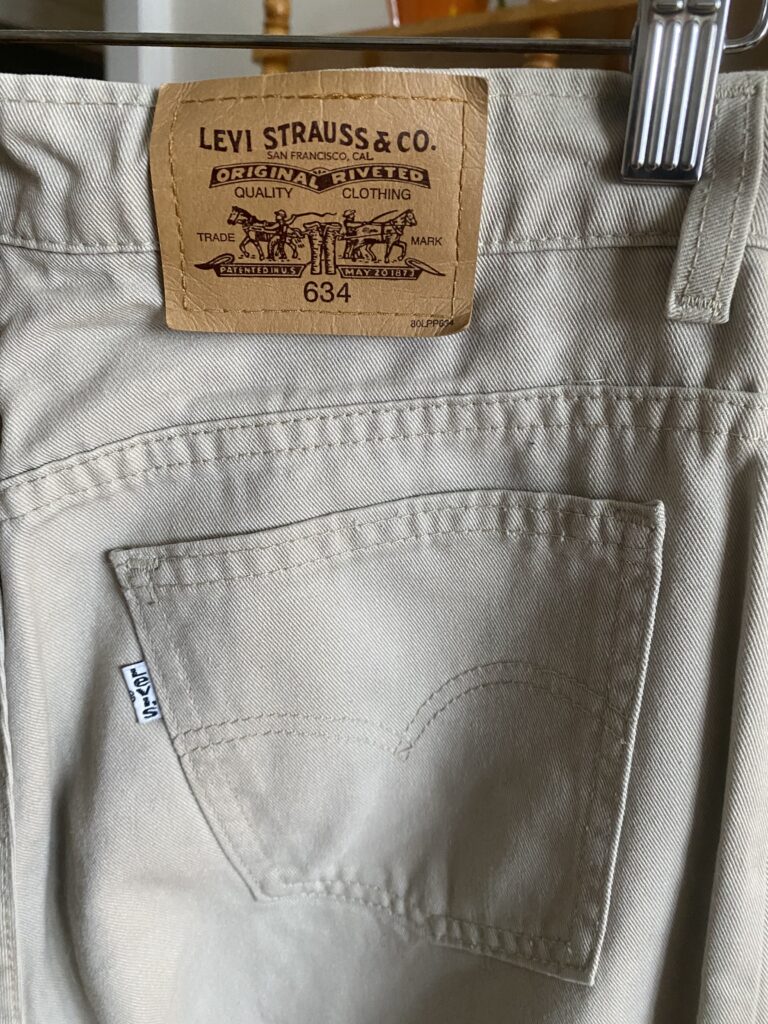 LEVI STRAUSS & CO.
SAN FRANCISCO, CAL.
ORIGINAL RIVETED
QUALITY CLOTHING
TRADE MARK
PATENTED IN U.S. MAY 20 1873
634
80LPP634
Levi's